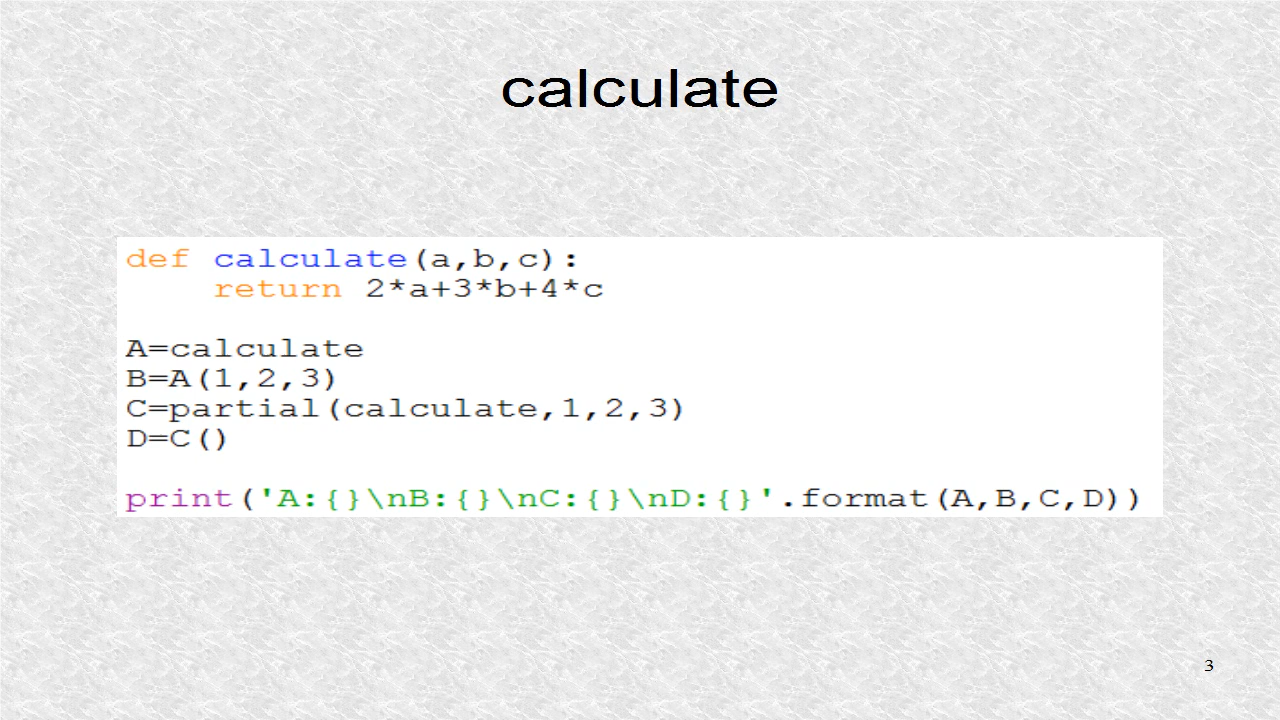 calculate
def calculate(a,b,c):
    return 2*a+3*b+4*c
A=calculate
B=A(1,2,3)
C=partial(calculate,1,2,3)
D=C()
print('A:{}\nB:{}\nC:{}\nD:{}'.format(A,B,C,D))
3